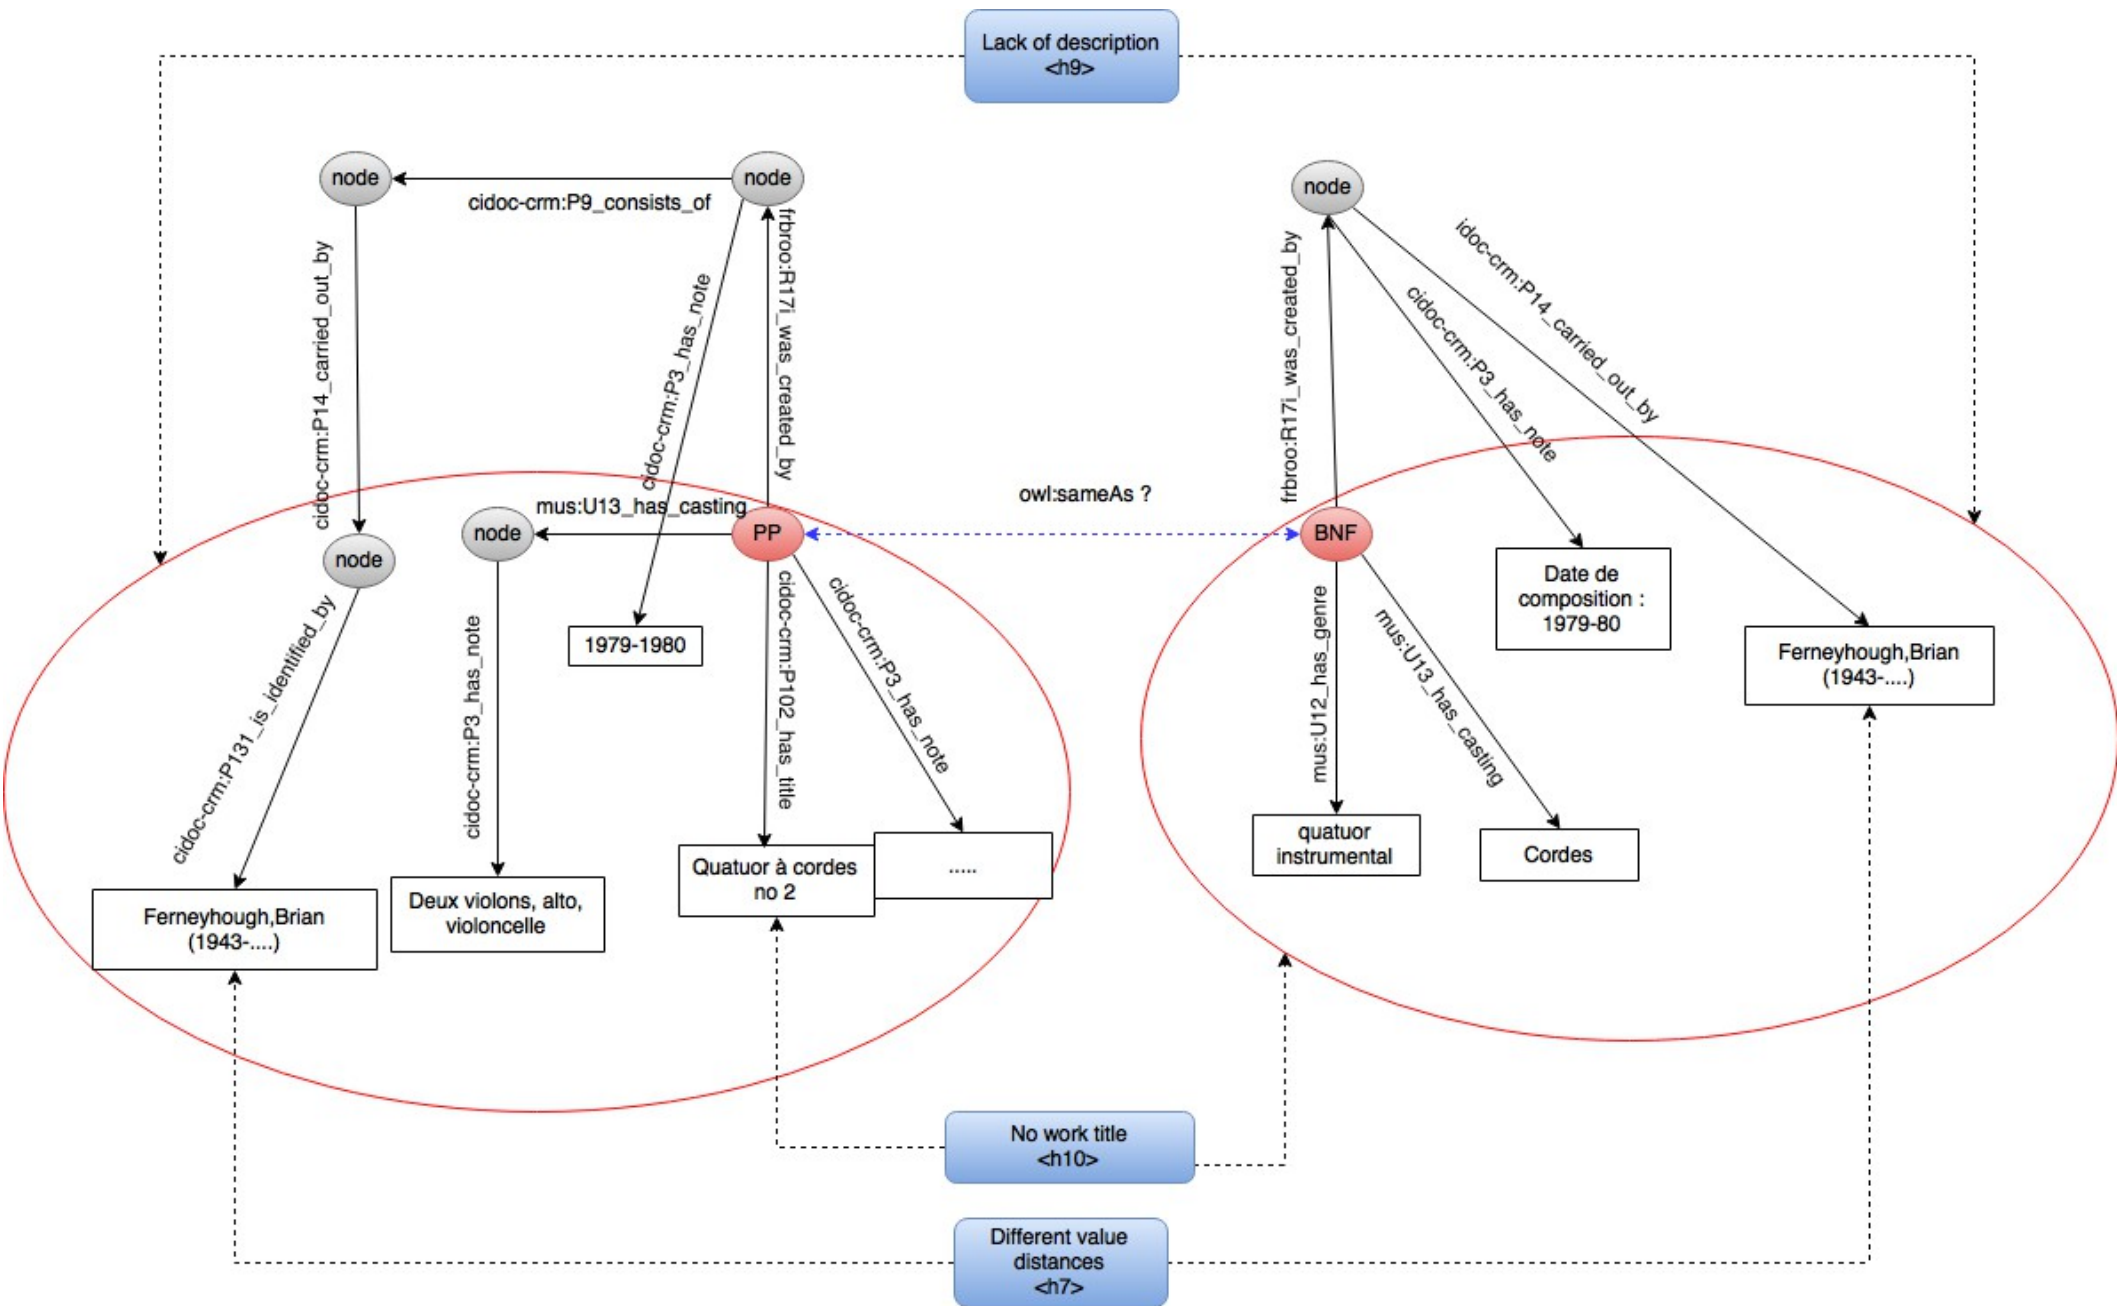 Lack of description
<h9>
node
node
node
cidoc-crm:P9_consists_of
cidoc-crm:P14_carried_out_by
cidoc-crm:P3_has_note
frbroo:R17i_was_created_by
frbroo:R17i_was_created_by
cidoc-crm:P3_has_note
idoc-crm:P14_carried_out_by
owl:sameAs ?
mus:U13_has_casting
node
node
PP
BNF
cidoc-crm:P131_is_identified_by
cidoc-crm:P3_has_note
1979-1980
cidoc-crm:P102_has_title
cidoc-crm:P3_has_note
mus:U12_has_genre
mus:U13_has_casting
Date de
composition :
1979-80
Ferneyhough,Brian
(1943-....)
Ferneyhough,Brian
(1943-....)
Deux violons, alto,
violoncelle
Quatuor à cordes
no 2
.....
quatuor
instrumental
Cordes
No work title
<h10>
Different value
distances
<h7>